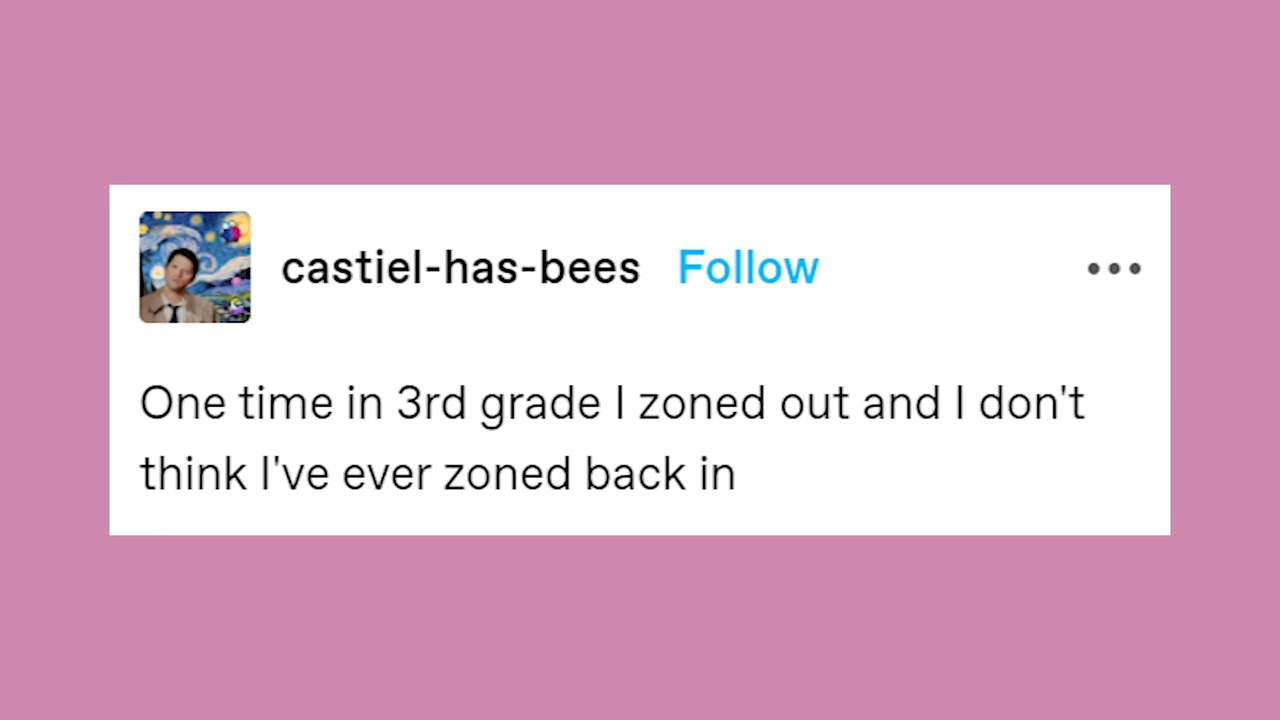 castiel-has-bees Follow
One time in 3rd grade I zoned out and I don't
think I've ever zoned back in